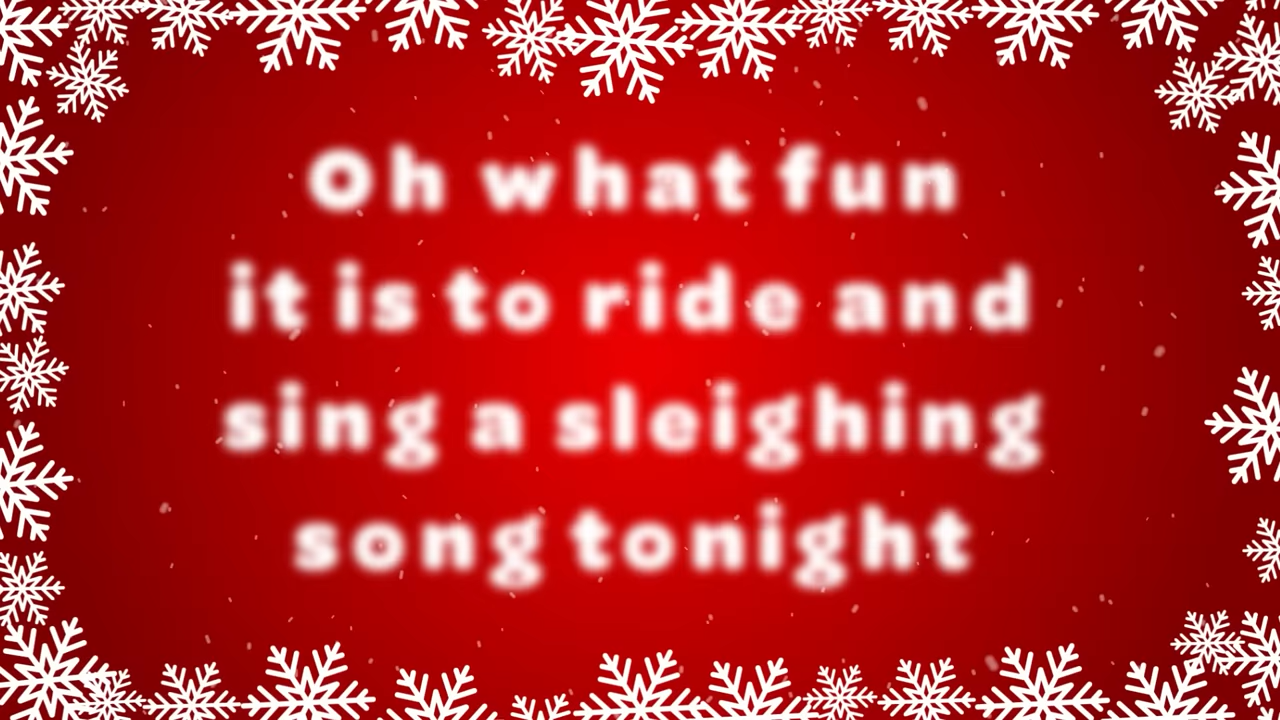 Oh what fun
it is to ride and
sing a sleighing
song tonight